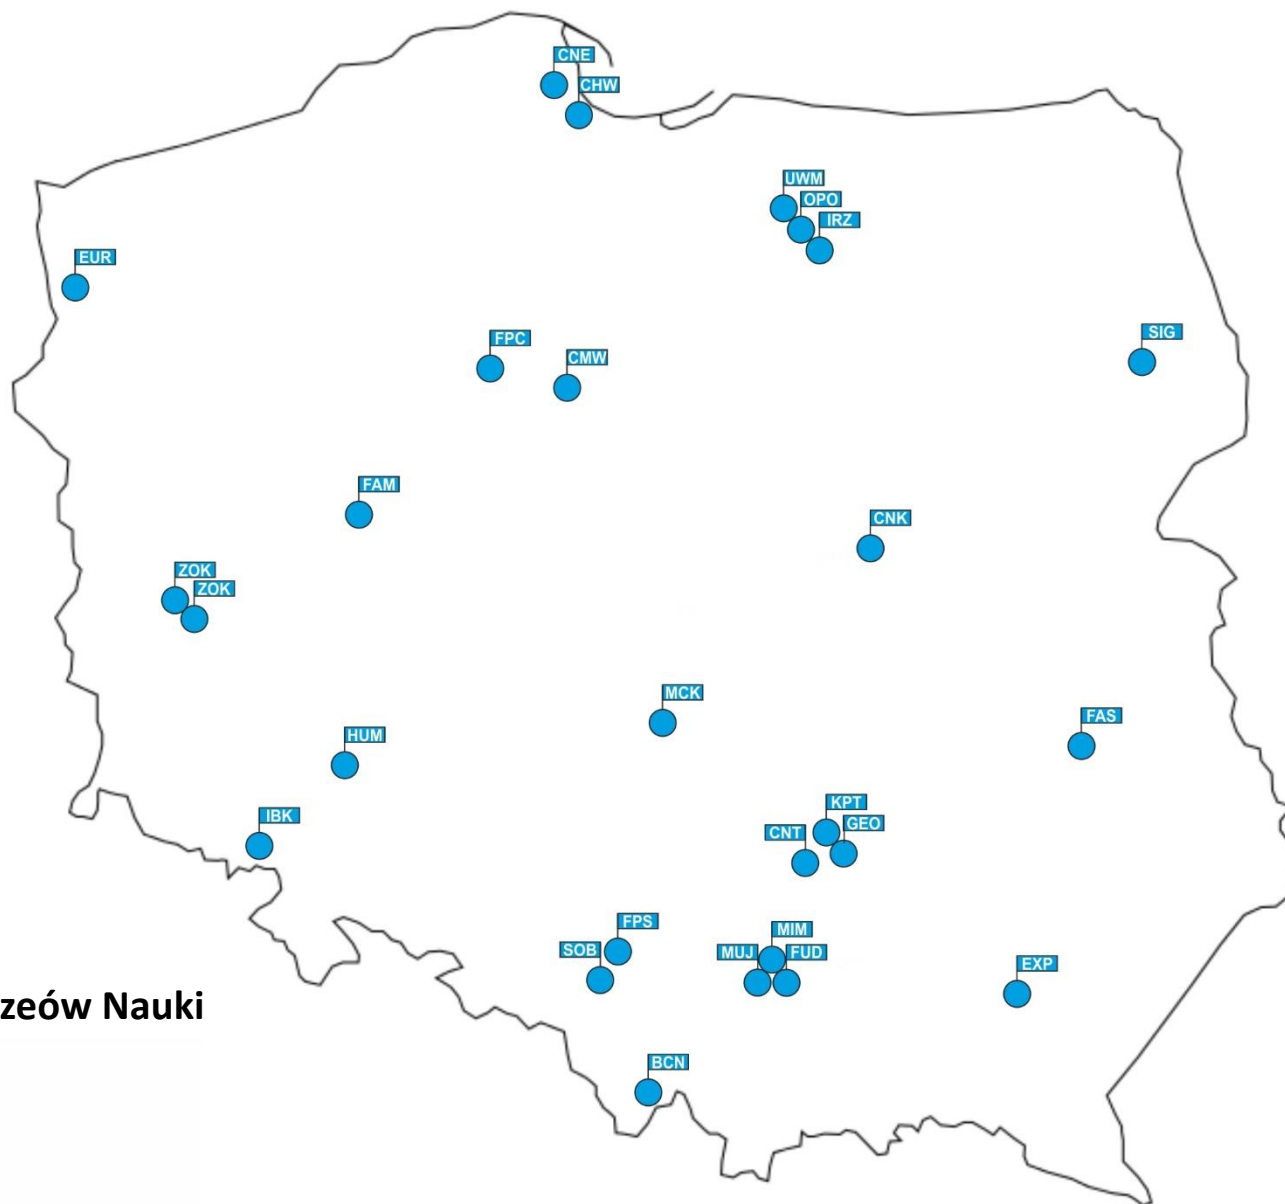 CNE
CHW
UWM
OPO
IRZ
EUR
SIG
FPC
CMW
FAM
CNK
ZOK
ZOK
MCK
FAS
HUM
KPT
IBK
GEO
CNT
FPS
MIM
SOB
MUJ
FUD
EXP
zeów Nauki
BCN